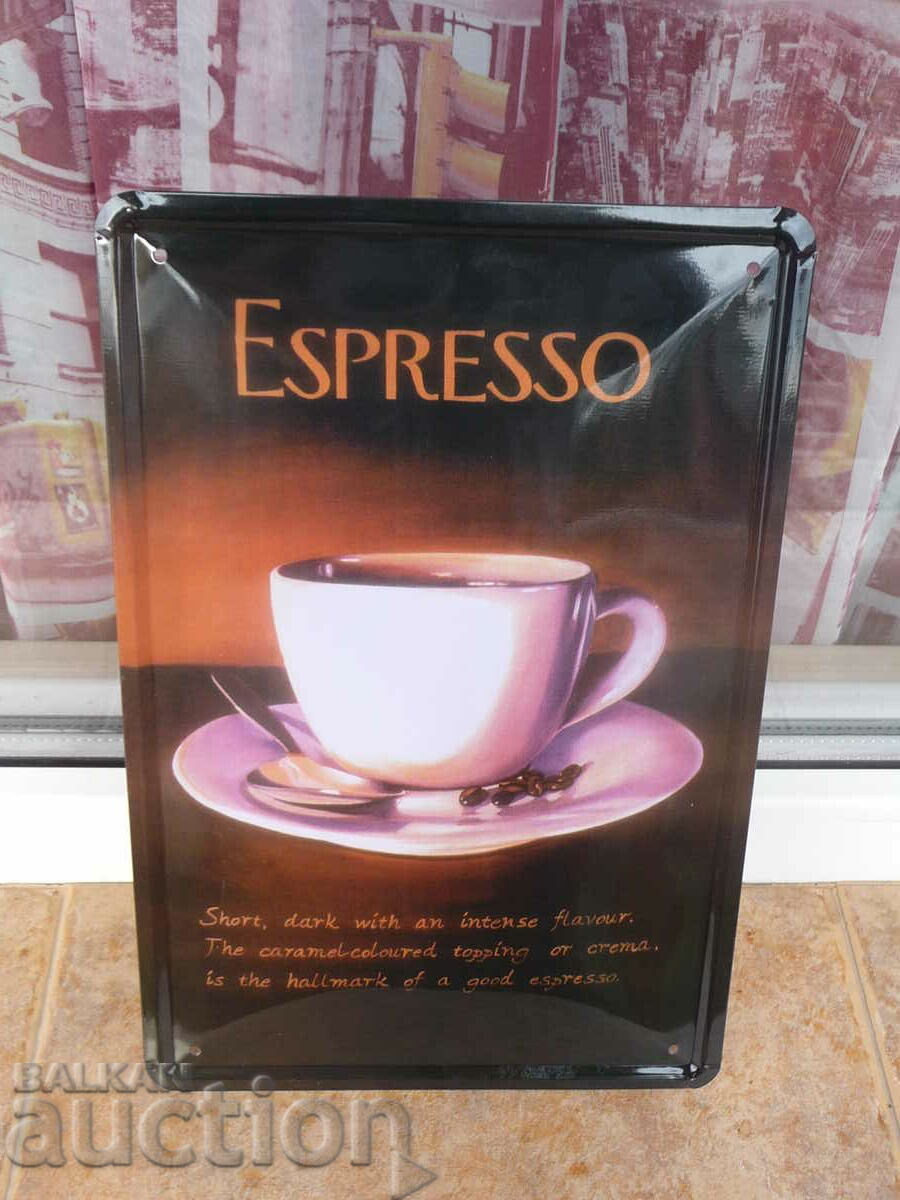 ESPRESSO
Short, dark with an intense flavour.
The caramel-coloured topping or crema,
is the hallmark of a good espresso.
BALKAN
auction